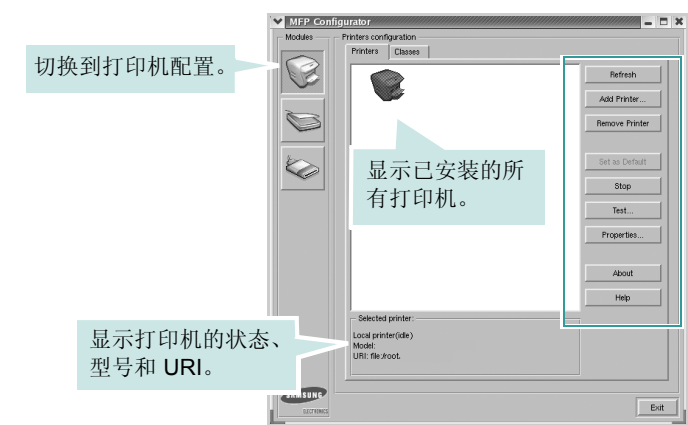 MFP Configurator
Modules
Printers configuration
Printers
Classes
切换到打印机配置。
显示已安装的所
有打印机。
Refresh
Add Printer...
Remove Printer
Set as Default
Stop
Test...
Properties...
About
Help
Selected printer:
Local printer(idle)
Model:
URI: file:/root.
显示打印机的状态、
型号和 URI。
SAMSUNG
ELECTRONICS
Exit